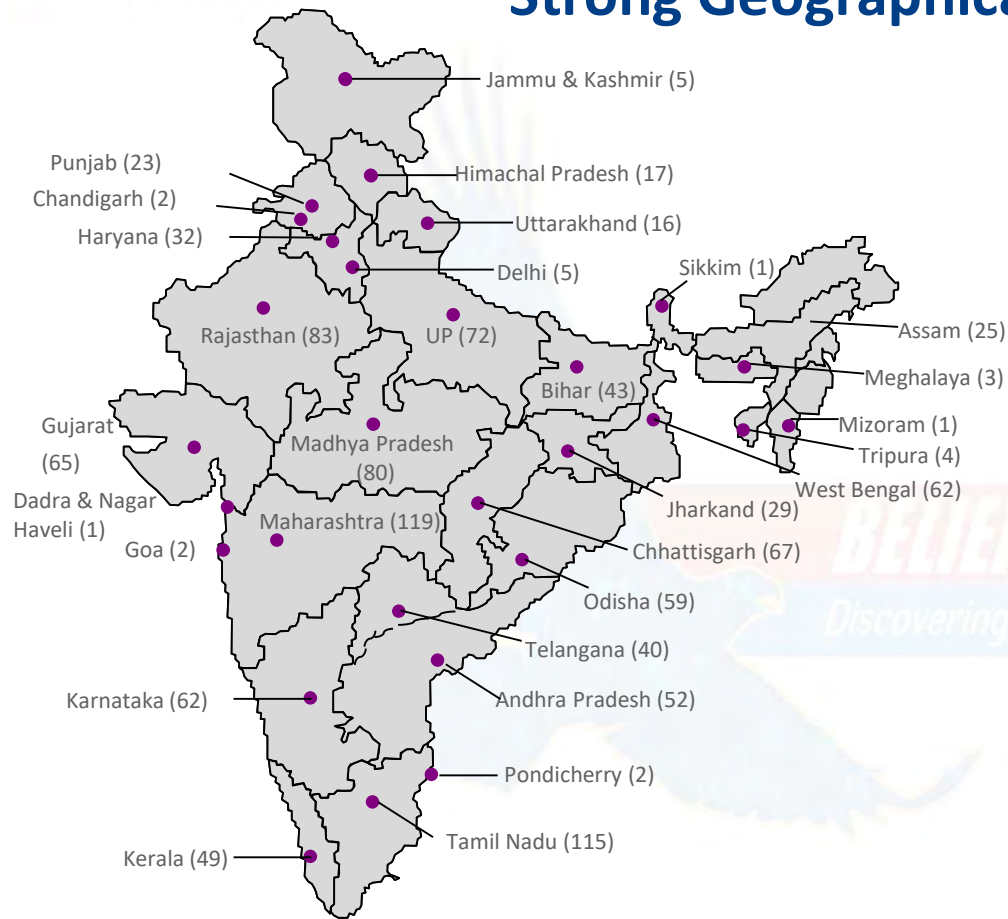 Strong Geographica
Jammu & Kashmir (5)
Punjab (23)
Himachal Pradesh (17)
Chandigarh (2)
Uttarakhand (16)
Haryana (32)
Delhi (5)
Sikkim (1)
Assam (25)
Rajasthan (83)
UP (72)
Meghalaya (3)
Bihar (43)
Gujarat
(65)
Madhya Pradesh
(80)
Mizoram (1)
Tripura (4)
West Bengal (62)
Dadra & Nagar
Haveli (1)
Maharashtra (119)
Jharkand (29)
Goa (2)
Chhattisgarh (67)
BELIE
Odisha (59)
Discovering
Telangana (40)
Karnataka (62)
Andhra Pradesh (52)
Pondicherry (2)
Tamil Nadu (115)
Kerala (49)